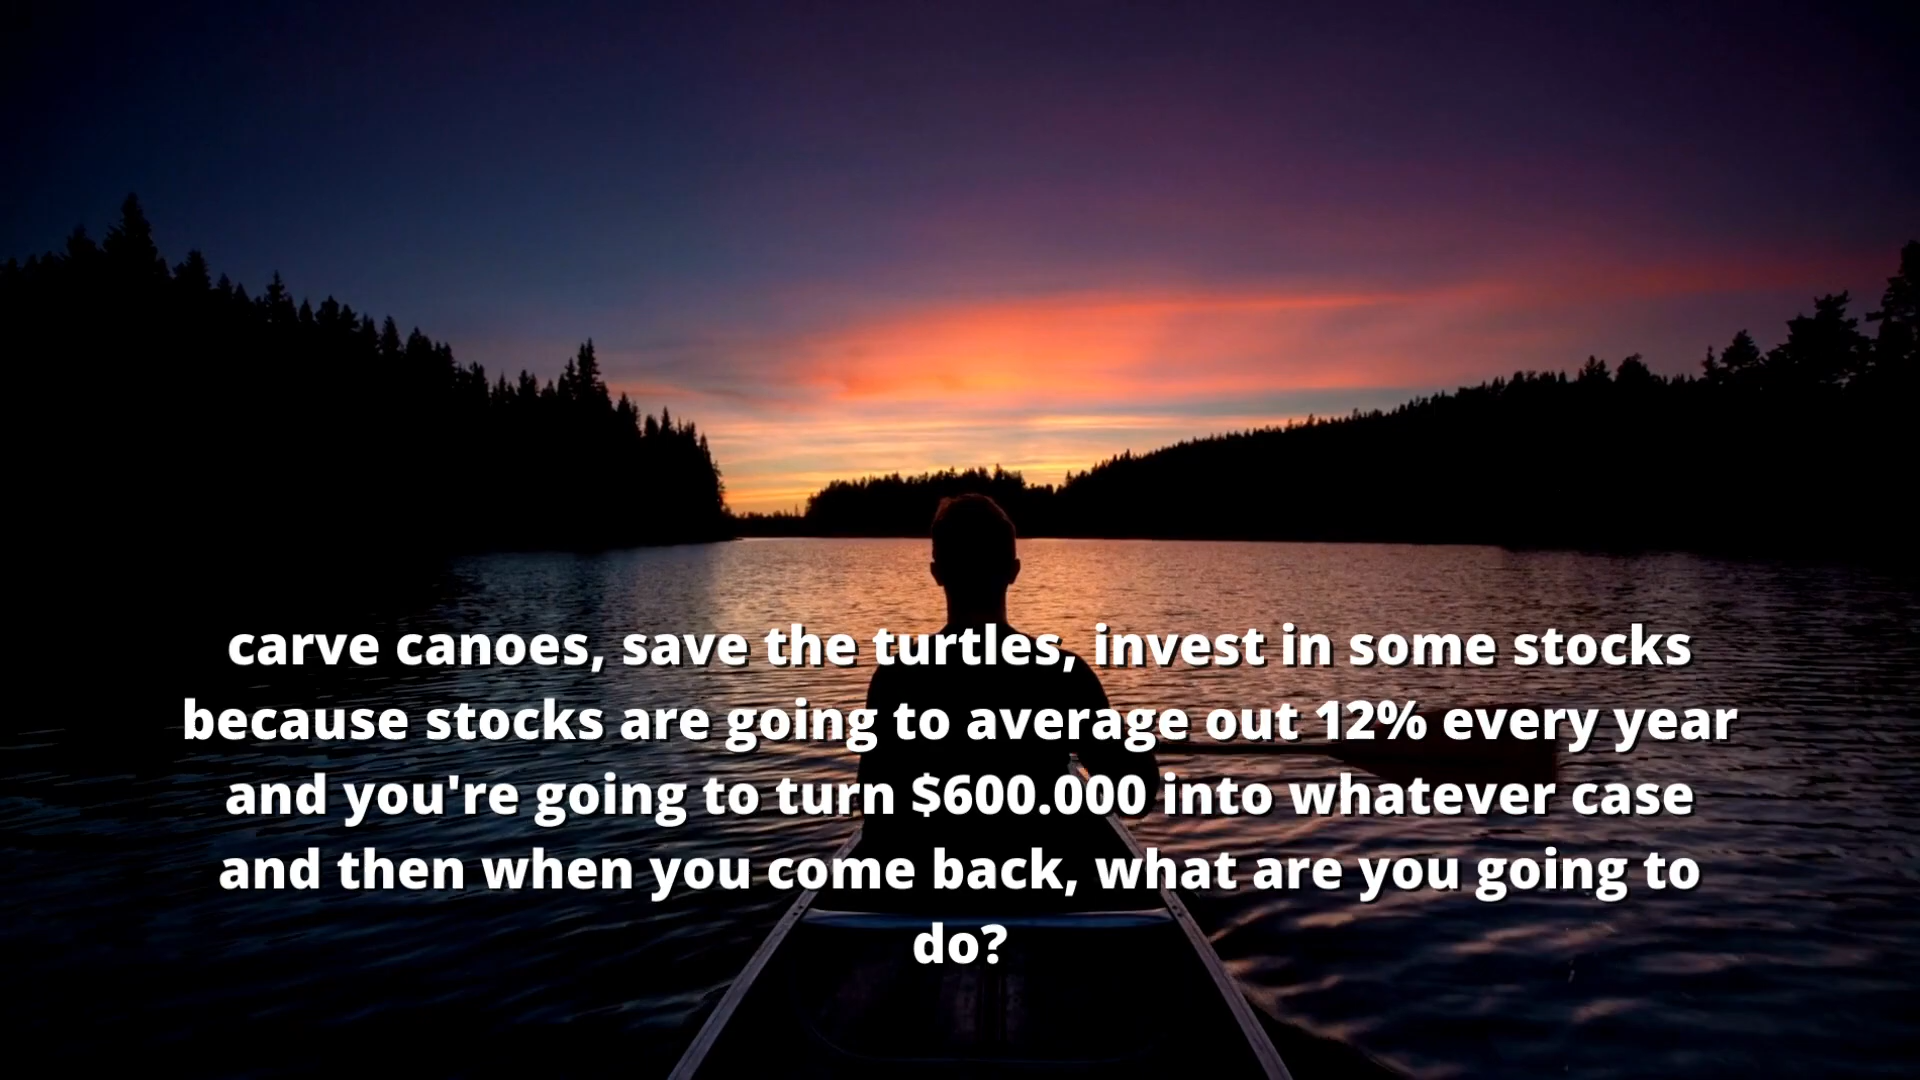 carve canoes, save the turtles, invest in some stocks
because stocks are going to average out 12% every year
and you're going to turn $600.000 into whatever case
and then when you come back, what are you going to
do?